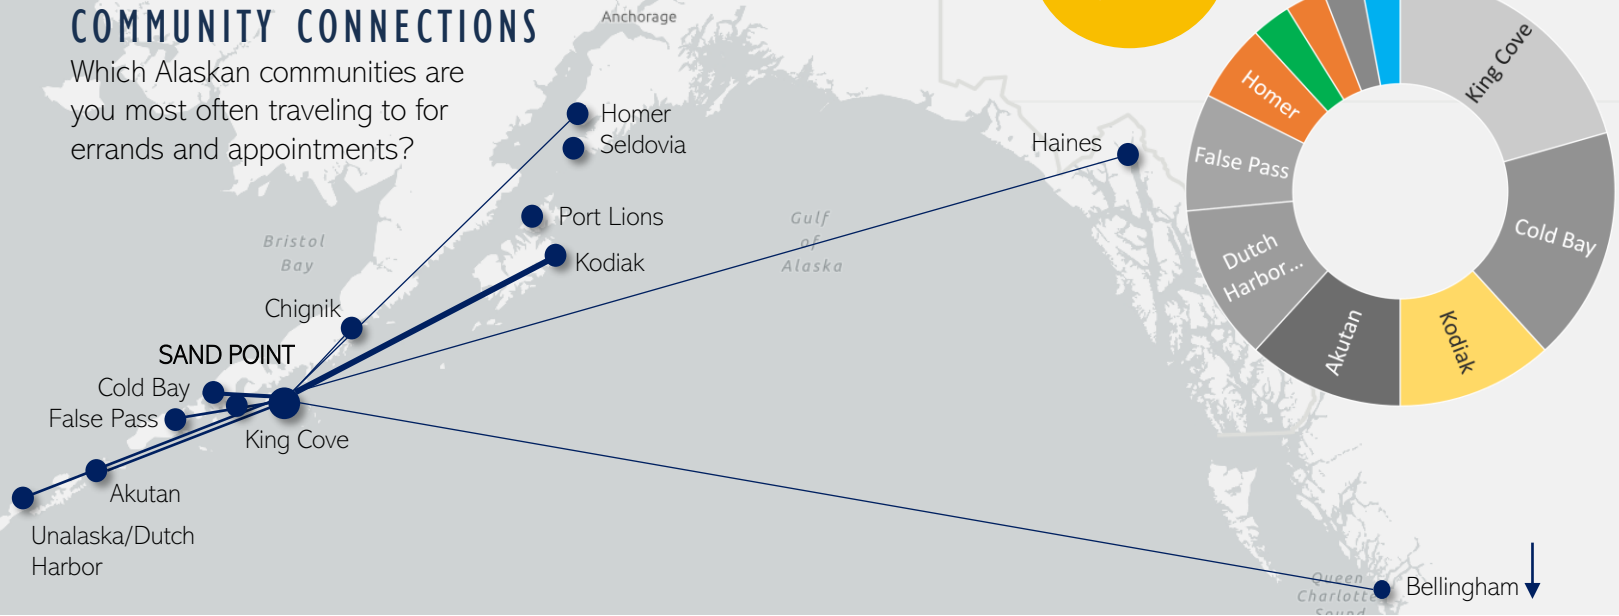 COMMUNITY CONNECTIONS
Which Alaskan communities are
you most often traveling to for
errands and appointments?
Anchorage
Homer
Seldovia
Port Lions
Kodiak
Haines
Gulf
of
Alaska
Bristol
Bay
Chignik
SAND POINT
Cold Bay
False Pass
King Cove
Akutan
Unalaska/Dutch
Harbor
Queen
Charlotte
Sound
Bellingham
King Cove
Cold Bay
Kodiak
Akutan
Dutch
Harbor...
False Pass
Homer